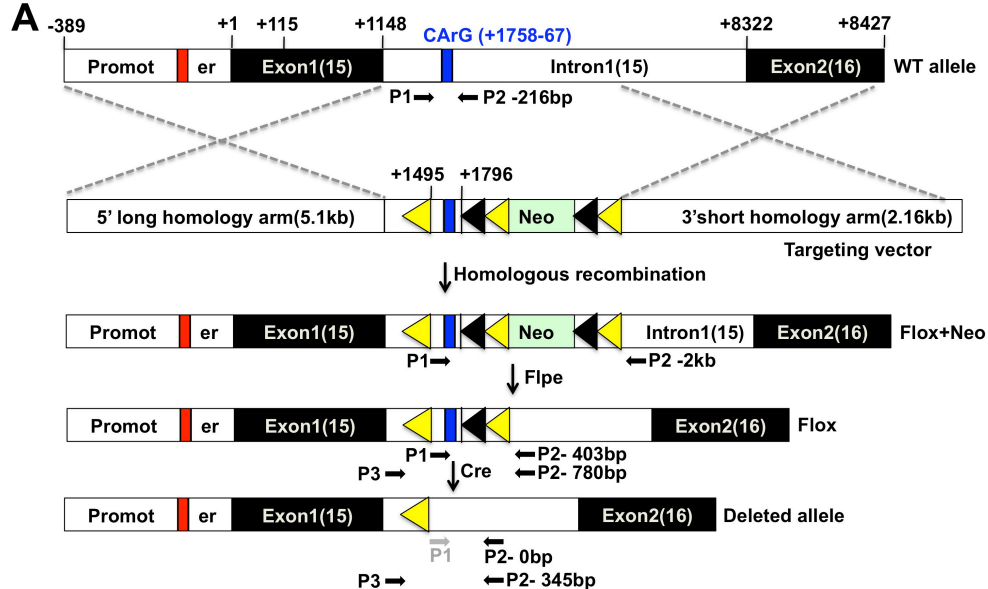 A
-389 +1 +115 +1148 CArG (+1758-67) +8322 +8427
Promot er Exon1(15) Intron1(15) Exon2(16) WT allele
P1 P2 -216bp
+1495 +1796
5’ long homology arm(5.1kb) Neo 3’short homology arm(2.16kb)
Targeting vector
Homologous recombination
Promot er Exon1(15) Neo Intron1(15) Exon2(16) Flox+Neo
P1 P2 -2kb
Flpe
Promot er Exon1(15) Exon2(16) Flox
P1 P2- 403bp
P3 Cre P2- 780bp
Promot er Exon1(15) Exon2(16) Deleted allele
P1 P2- 0bp
P3 P2- 345bp